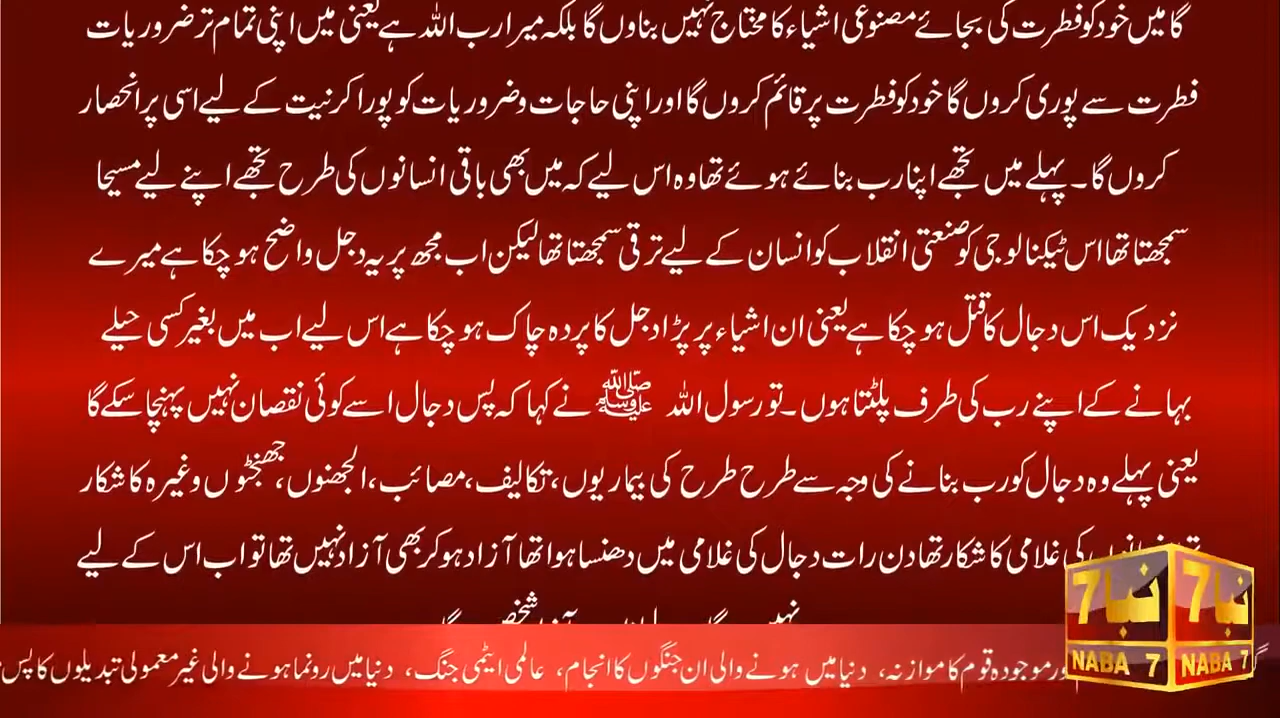 گا میں خود کو فطرت کی بجائے مصنوعی اشیاء کا محتاج نہیں بناوں گا بلکہ میرا رب اللہ ہے یعنی میں اپنی تمام تر ضروریات
فطرت سے پوری کروں گا خود کو فطرت پر قائم کروں گا اور اپنی حاجات و ضروریات کو پورا کرنیت کے لیے اسی پر انحصار
کروں گا۔ پہلے میں تجھے اپنا رب بنائے ہوئے تھا وہ اس لیے کہ میں بھی باقی انسانوں کی طرح تجھے اپنے لیے مسیحا
سمجھتا تھا اس ٹیکنالوجی کو صنعتی انقلاب کو انسان کے لیے ترقی سمجھتا تھا لیکن اب مجھ پر یہ دجل واضح ہو چکا ہے میرے
نزدیک اس دجال کا قتل ہو چکا ہے یعنی ان اشیاء پر پڑا دجل کا پردہ چاک ہو چکا ہے اس لیے اب میں بغیر کسی حیلے
بہانے کے اپنے رب کی طرف پلٹتا ہوں۔ تو رسول اللہ ﷺ نے کہا کہ پس دجال اسے کوئی نقصان نہیں پہنچا سکے گا
یعنی پہلے وہ دجال کو رب بنانے کی وجہ سے طرح طرح کی بیماریوں، تکالیف، مصائب، الجھنوں، جھنجٹوں وغیرہ کا شکار
کی غلامی کا شکار تھا دن رات دجال کی غلامی میں دھنسا ہوا تھا آزاد ہو کر بھی آزاد نہیں تھا تو اب اس کے لیے
ور موجودہ قوم کا موازنہ، دنیا میں ہونے والی ان جنگوں کا انجام، عالمی ایٹمی جنگ، دنیا میں رونما ہونے والی غیر معمولی تبدیلوں کا پس
نبا 7 نبا 7
NABA 7 NABA 7